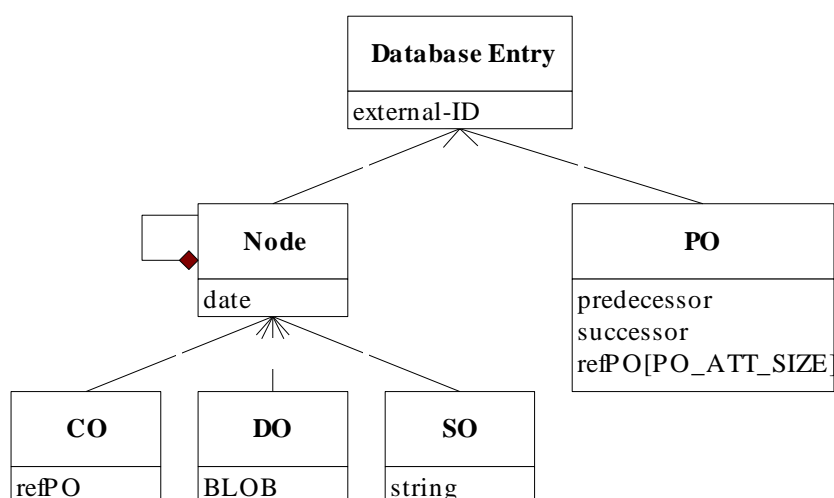 Database Entry
external-ID
Node
date
PO
predecessor
successor
refPO[PO_ATT_SIZE]
CO
refPO
DO
BLOB
SO
string